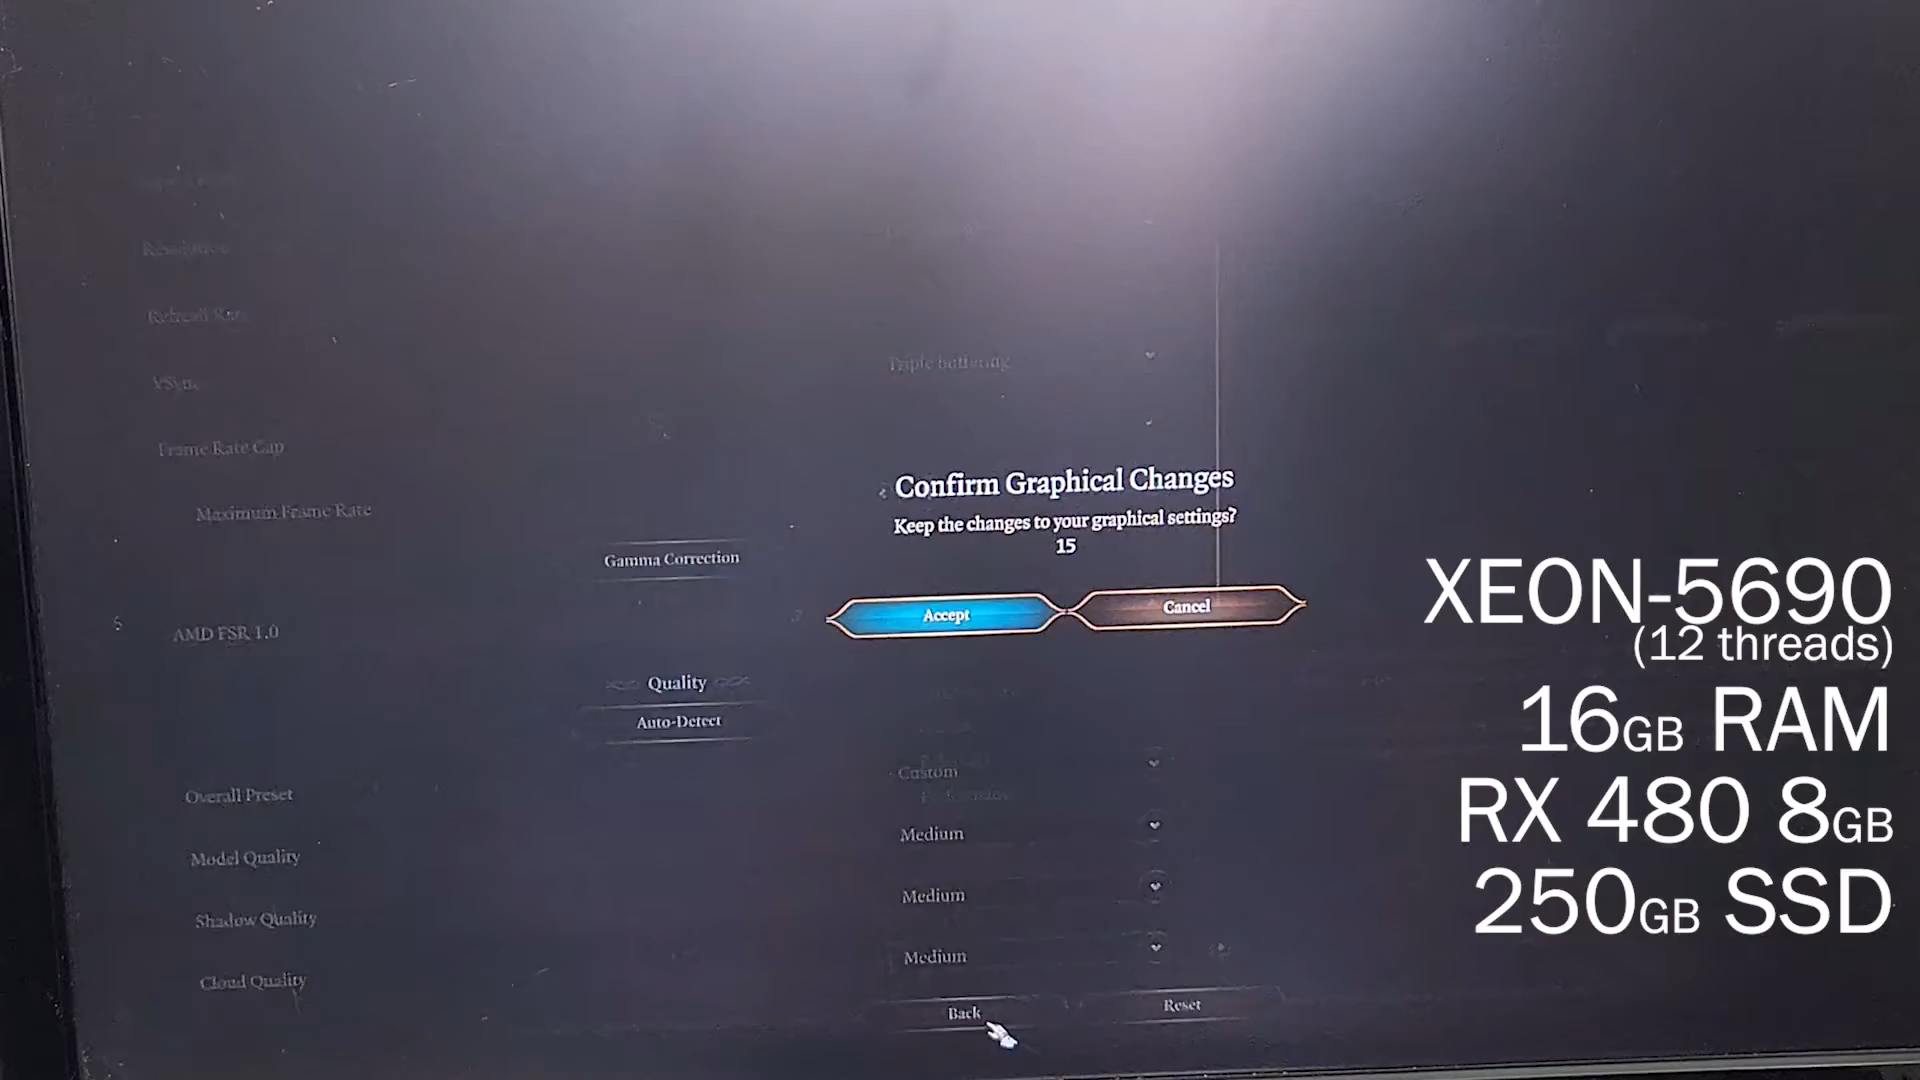 Resolution
Refresh Rate
VSync
Triple buffering
Frame Rate Cap
Maximum Frame Rate
Confirm Graphical Changes
Keep the changes to your graphical settings?
15
Gamma Correction
Accept
Cancel
AMD FSR 1.0
Quality
Auto-Detect
Overall Preset
Custom
Model Quality
Medium
Shadow Quality
Medium
Cloud Quality
Medium
Back
Reset
XEON-5690
(12 threads)
16GB RAM
RX 480 8GB
250GB SSD